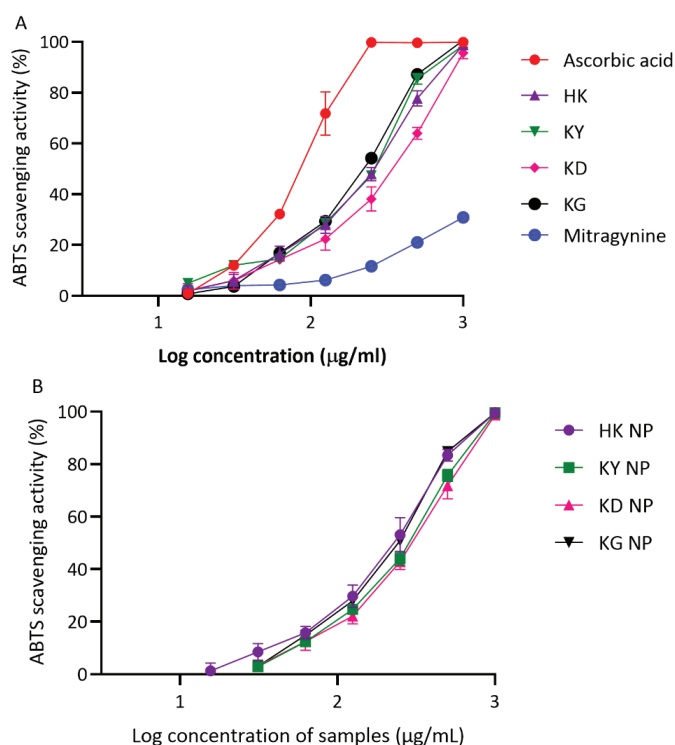 A
ABTS scavenging activity (%)
100
80
60
40
20
0
1
2
3
Log concentration (μg/ml)
Ascorbic acid
HK
KY
KD
KG
Mitragynine
B
ABTS scavenging activity (%)
100
80
60
40
20
0
1
2
3
Log concentration of samples (μg/mL)
HK NP
KY NP
KD NP
KG NP